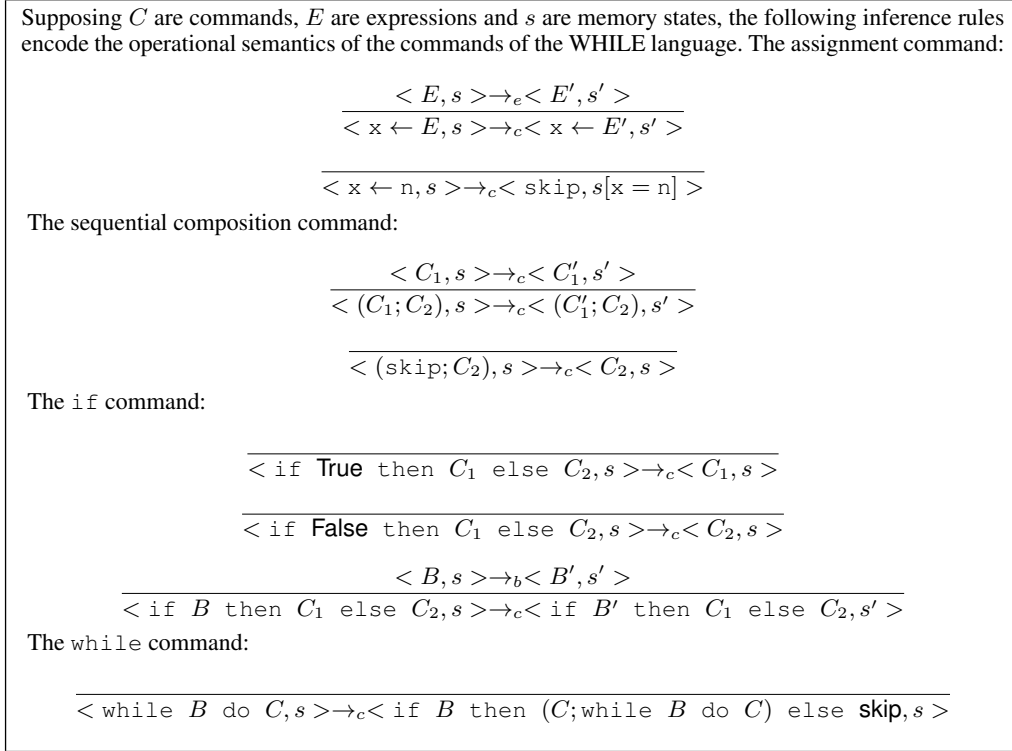 Supposing C are commands, E are expressions and s are memory states, the following inference rules
encode the operational semantics of the commands of the WHILE language. The assignment command:
< E, s >→e< E′, s′ >
< x ← E, s >→c< x ← E′, s′ >
< x ← n, s >→c< skip, s[x = n] >
The sequential composition command:
< C1, s >→c< C1′, s′ >
< (C1; C2), s >→c< (C1′; C2), s′ >
< (skip; C2), s >→c< C2, s >
The if command:
< if True then C1 else C2, s >→c< C1, s >
< if False then C1 else C2, s >→c< C2, s >
< B, s >→b< B′, s′ >
< if B then C1 else C2, s >→c< if B′ then C1 else C2, s′ >
The while command:
< while B do C, s >→c< if B then (C; while B do C) else skip, s >